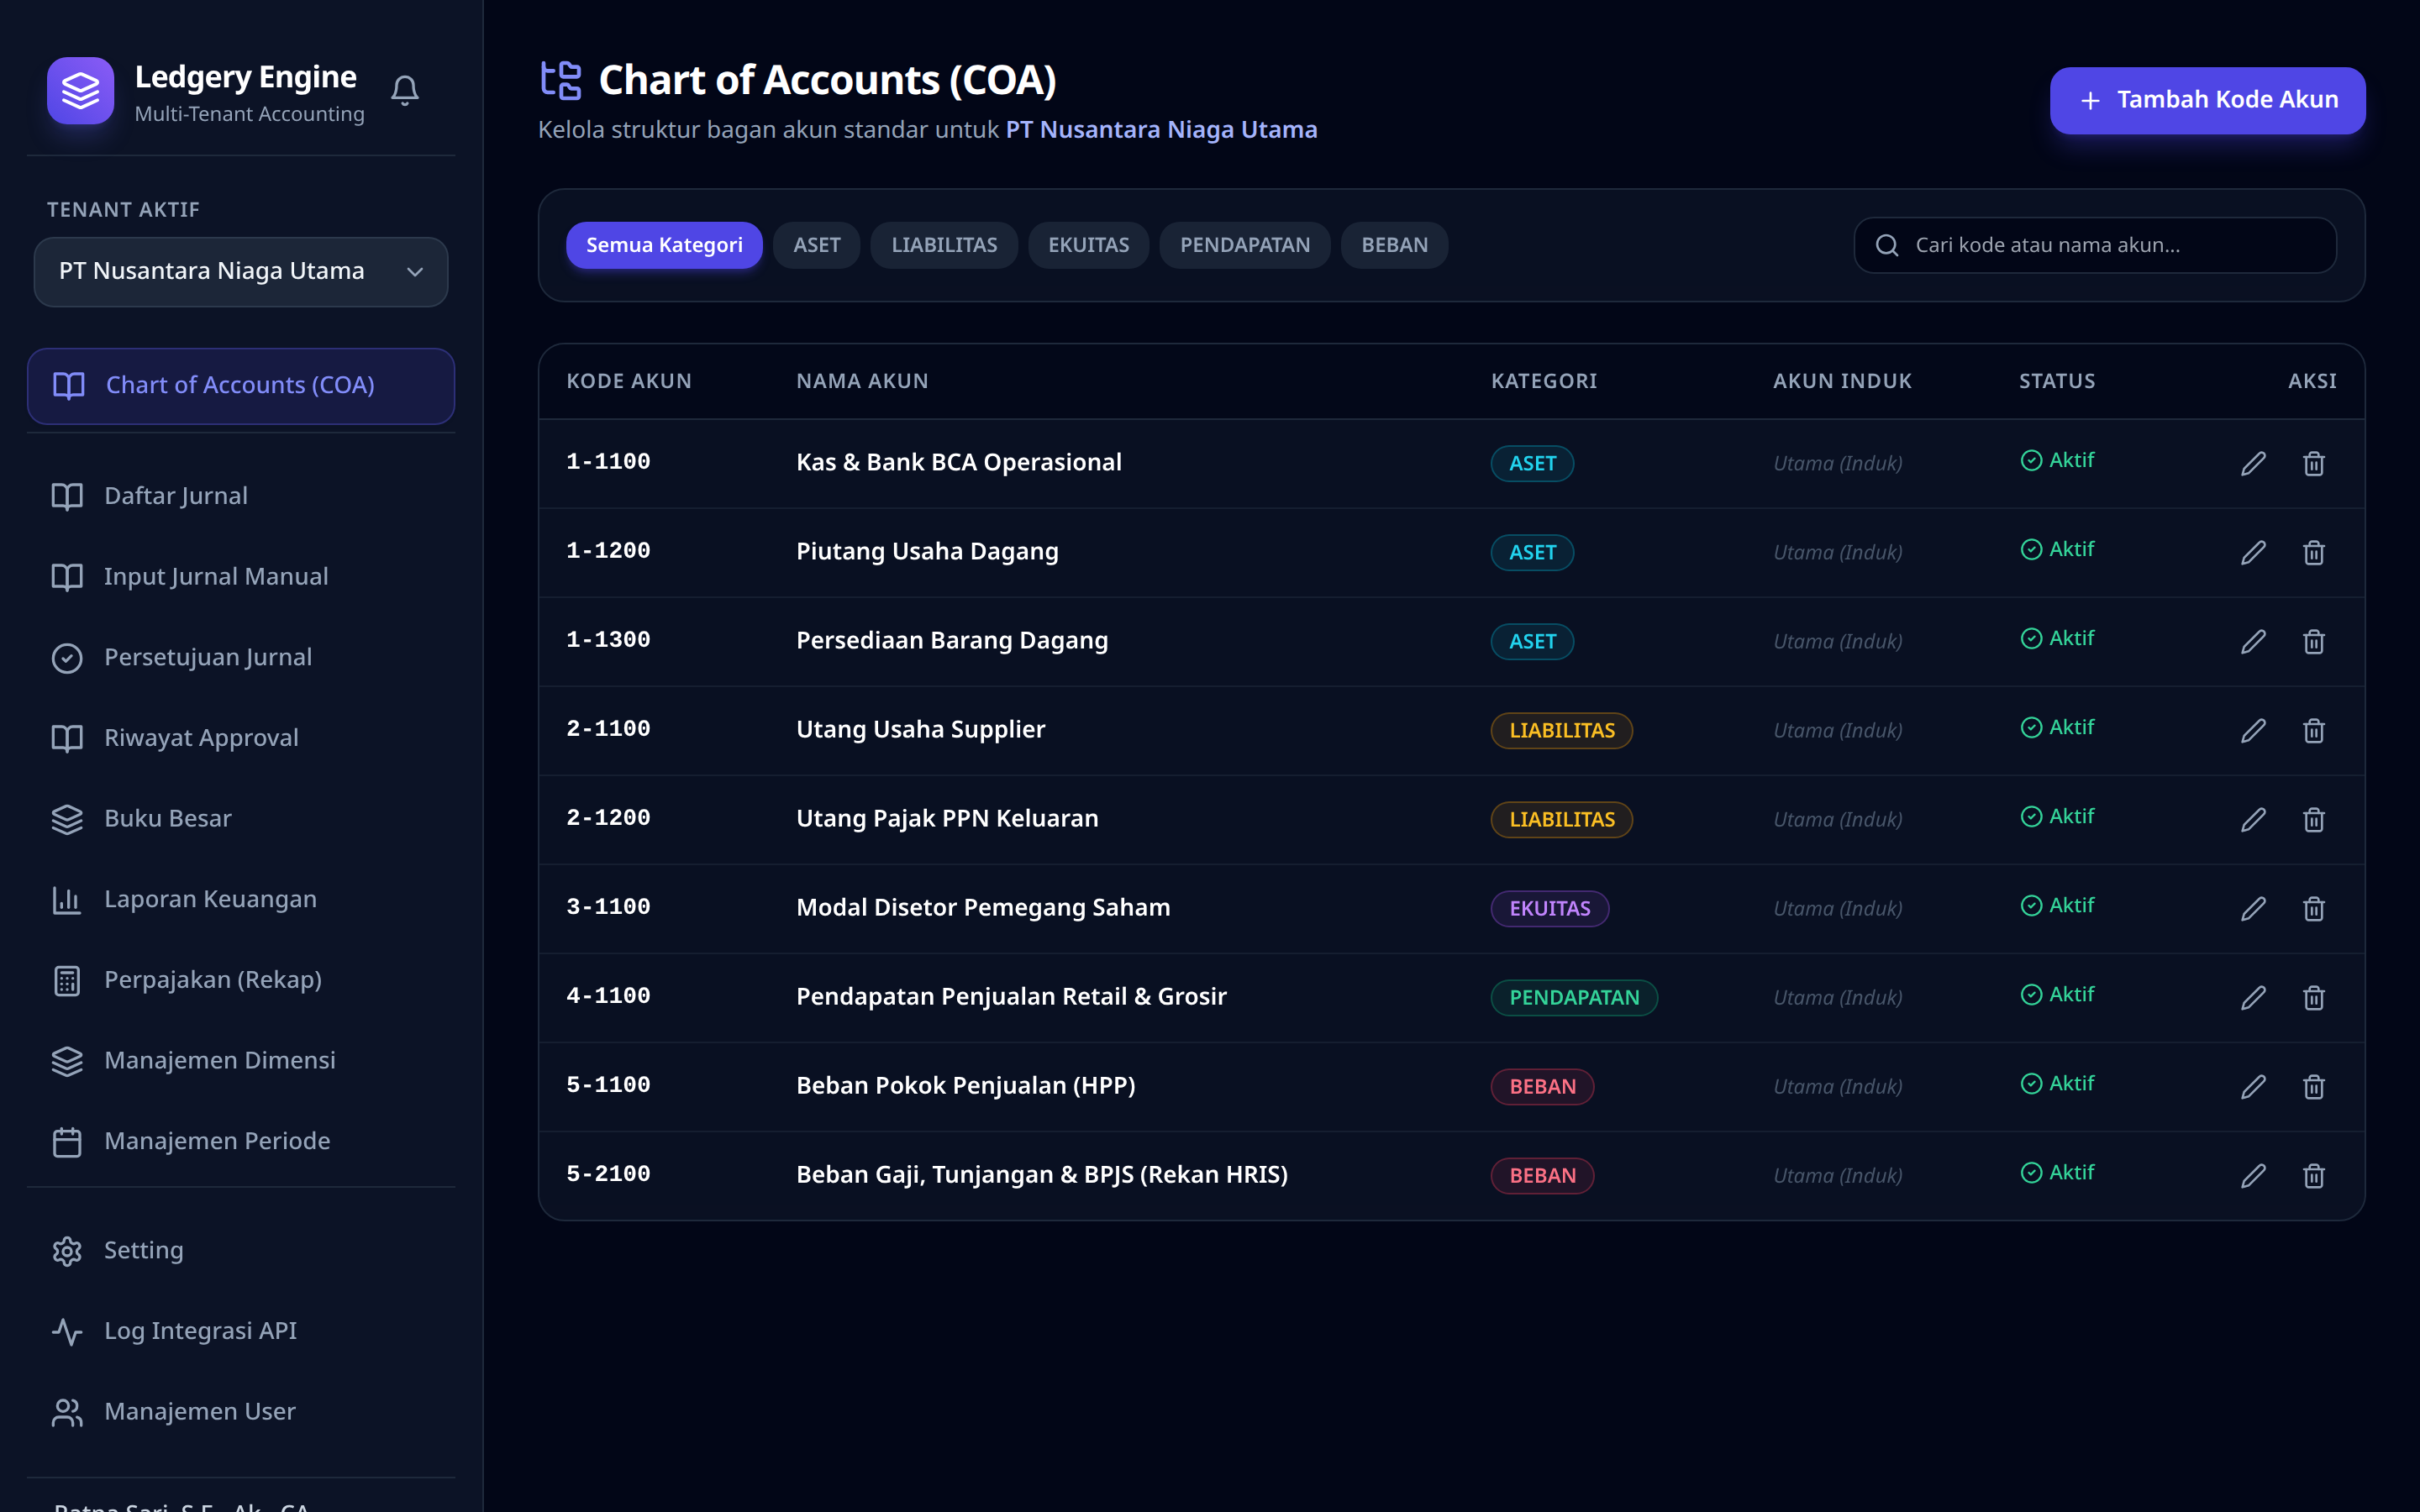 Ledgery Engine
Multi-Tenant Accounting
TENANT AKTIF
PT Nusantara Niaga Utama
Chart of Accounts (COA)
Daftar Jurnal
Input Jurnal Manual
Persetujuan Jurnal
Riwayat Approval
Buku Besar
Laporan Keuangan
Perpajakan (Rekap)
Manajemen Dimensi
Manajemen Periode
Setting
Log Integrasi API
Manajemen User
Ratna Sari, S.E., Ak., CA
Chart of Accounts (COA)
Kelola struktur bagan akun standar untuk PT Nusantara Niaga Utama
Tambah Kode Akun
Semua Kategori ASET LIABILITAS EKUITAS PENDAPATAN BEBAN
Cari kode atau nama akun...
KODE AKUN NAMA AKUN KATEGORI AKUN INDUK STATUS AKSI
1-1100 Kas & Bank BCA Operasional ASET Utama (Induk) Aktif
1-1200 Piutang Usaha Dagang ASET Utama (Induk) Aktif
1-1300 Persediaan Barang Dagang ASET Utama (Induk) Aktif
2-1100 Utang Usaha Supplier LIABILITAS Utama (Induk) Aktif
2-1200 Utang Pajak PPN Keluaran LIABILITAS Utama (Induk) Aktif
3-1100 Modal Disetor Pemegang Saham EKUITAS Utama (Induk) Aktif
4-1100 Pendapatan Penjualan Retail & Grosir PENDAPATAN Utama (Induk) Aktif
5-1100 Beban Pokok Penjualan (HPP) BEBAN Utama (Induk) Aktif
5-2100 Beban Gaji, Tunjangan & BPJS (Rekan HRIS) BEBAN Utama (Induk) Aktif